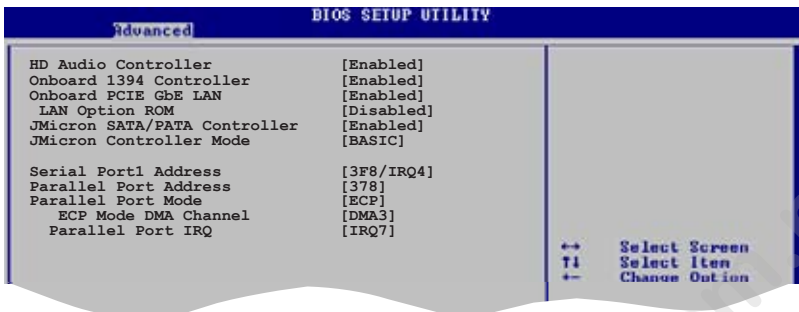 BIOS SETUP UTILITY
Advanced
HD Audio Controller [Enabled]
Onboard 1394 Controller [Enabled]
Onboard PCIE GbE LAN [Enabled]
LAN Option ROM [Disabled]
JMicron SATA/PATA Controller [Enabled]
JMicron Controller Mode [BASIC]
Serial Port1 Address [3F8/IRQ4]
Parallel Port Address [378]
Parallel Port Mode [ECP]
ECP Mode DMA Channel [DMA3]
Parallel Port IRQ [IRQ7]
↔ Select Screen
↑↓ Select Item
+- Change Option